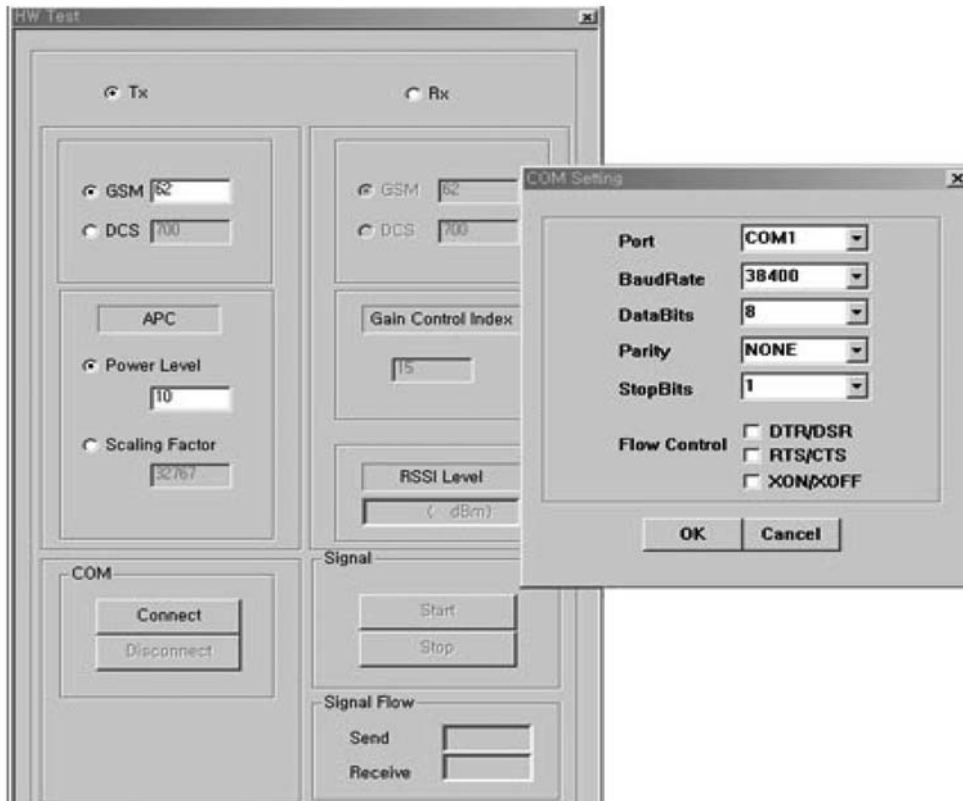 HW Test
Tx
Rx
GSM 62
DCS 700
GSM 62
DCS 700
APC
Power Level
10
Scaling Factor
32767
Gain Control Index
15
RSSI Level
( dBm)
COM
Connect
Disconnect
Signal
Start
Stop
Signal Flow
Send
Receive
COM Setting
Port COM1
BaudRate 38400
DataBits 8
Parity NONE
StopBits 1
Flow Control
DTR/DSR
RTS/CTS
XON/XOFF
OK Cancel